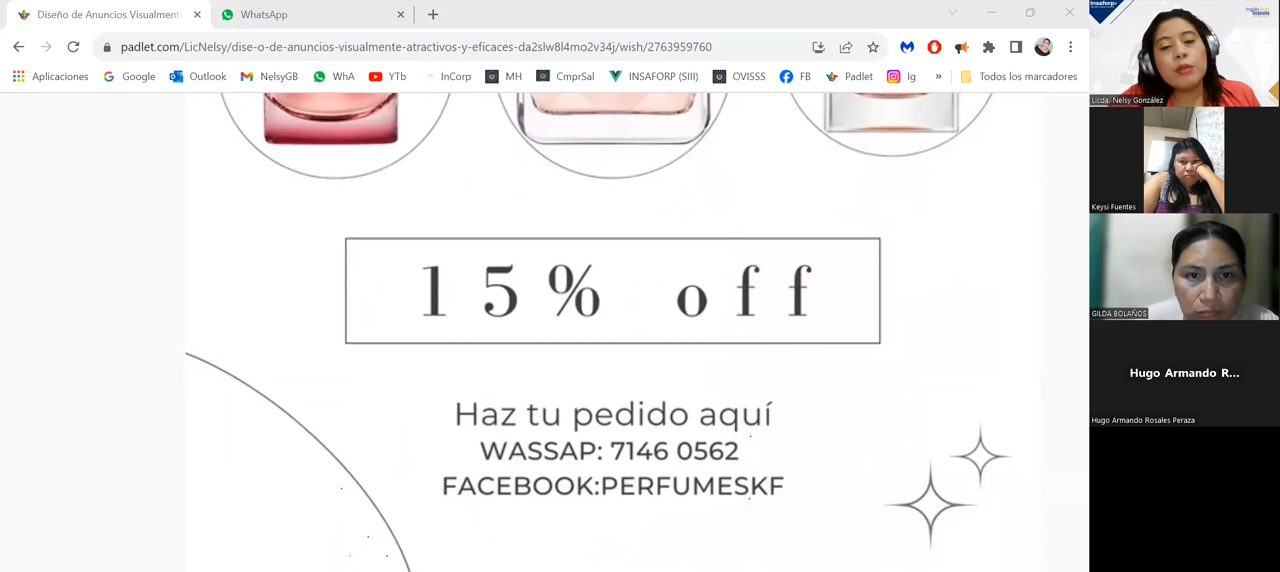 Diseño de Anuncios Visualment
WhatsApp
padlet.com/LicNelsy/dise-o-de-anuncios-visualmente-atractivos-y-eficaces-da2slw8l4mo2v34j/wish/2763959760
Aplicaciones
Google
Outlook
NelsyGB
WhA
YTb
InCorp
MH
CmprSal
INSAFORP (SIII)
OVISSS
FB
Padlet
Ig
»
Todos los marcadores
15% off
Haz tu pedido aquí
WASSAP: 7146 0562
FACEBOOK:PERFUMESKF
Insaforp
Licda. Nelsy González
Keysi Fuentes
GILDA BOLAÑOS
Hugo Armando R...
Hugo Armando Rosales Peraza